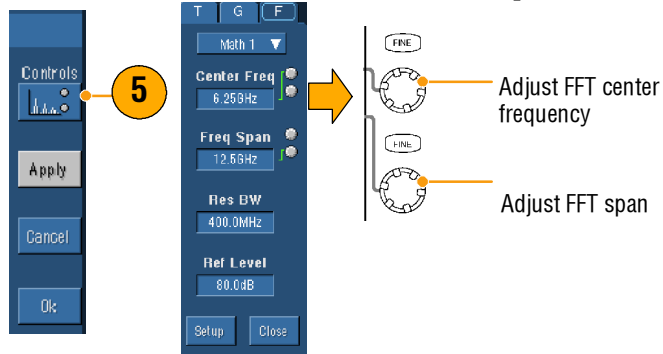 Controls
5
Apply
Cancel
Ok
T G F
Math 1
Center Freq
6.25GHz
Freq Span
12.5GHz
Res BW
400.0MHz
Ref Level
80.0dB
Setup Close
FINE
Adjust FFT center
frequency
FINE
Adjust FFT span